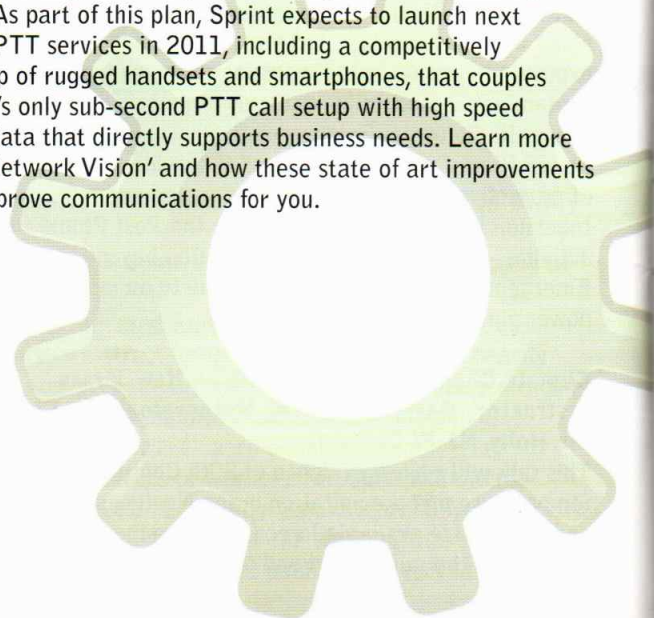 As part of this plan, Sprint expects to launch next
PTT services in 2011, including a competitively
p of rugged handsets and smartphones, that couples
's only sub-second PTT call setup with high speed
ata that directly supports business needs. Learn more
etwork Vision' and how these state of art improvements
prove communications for you.